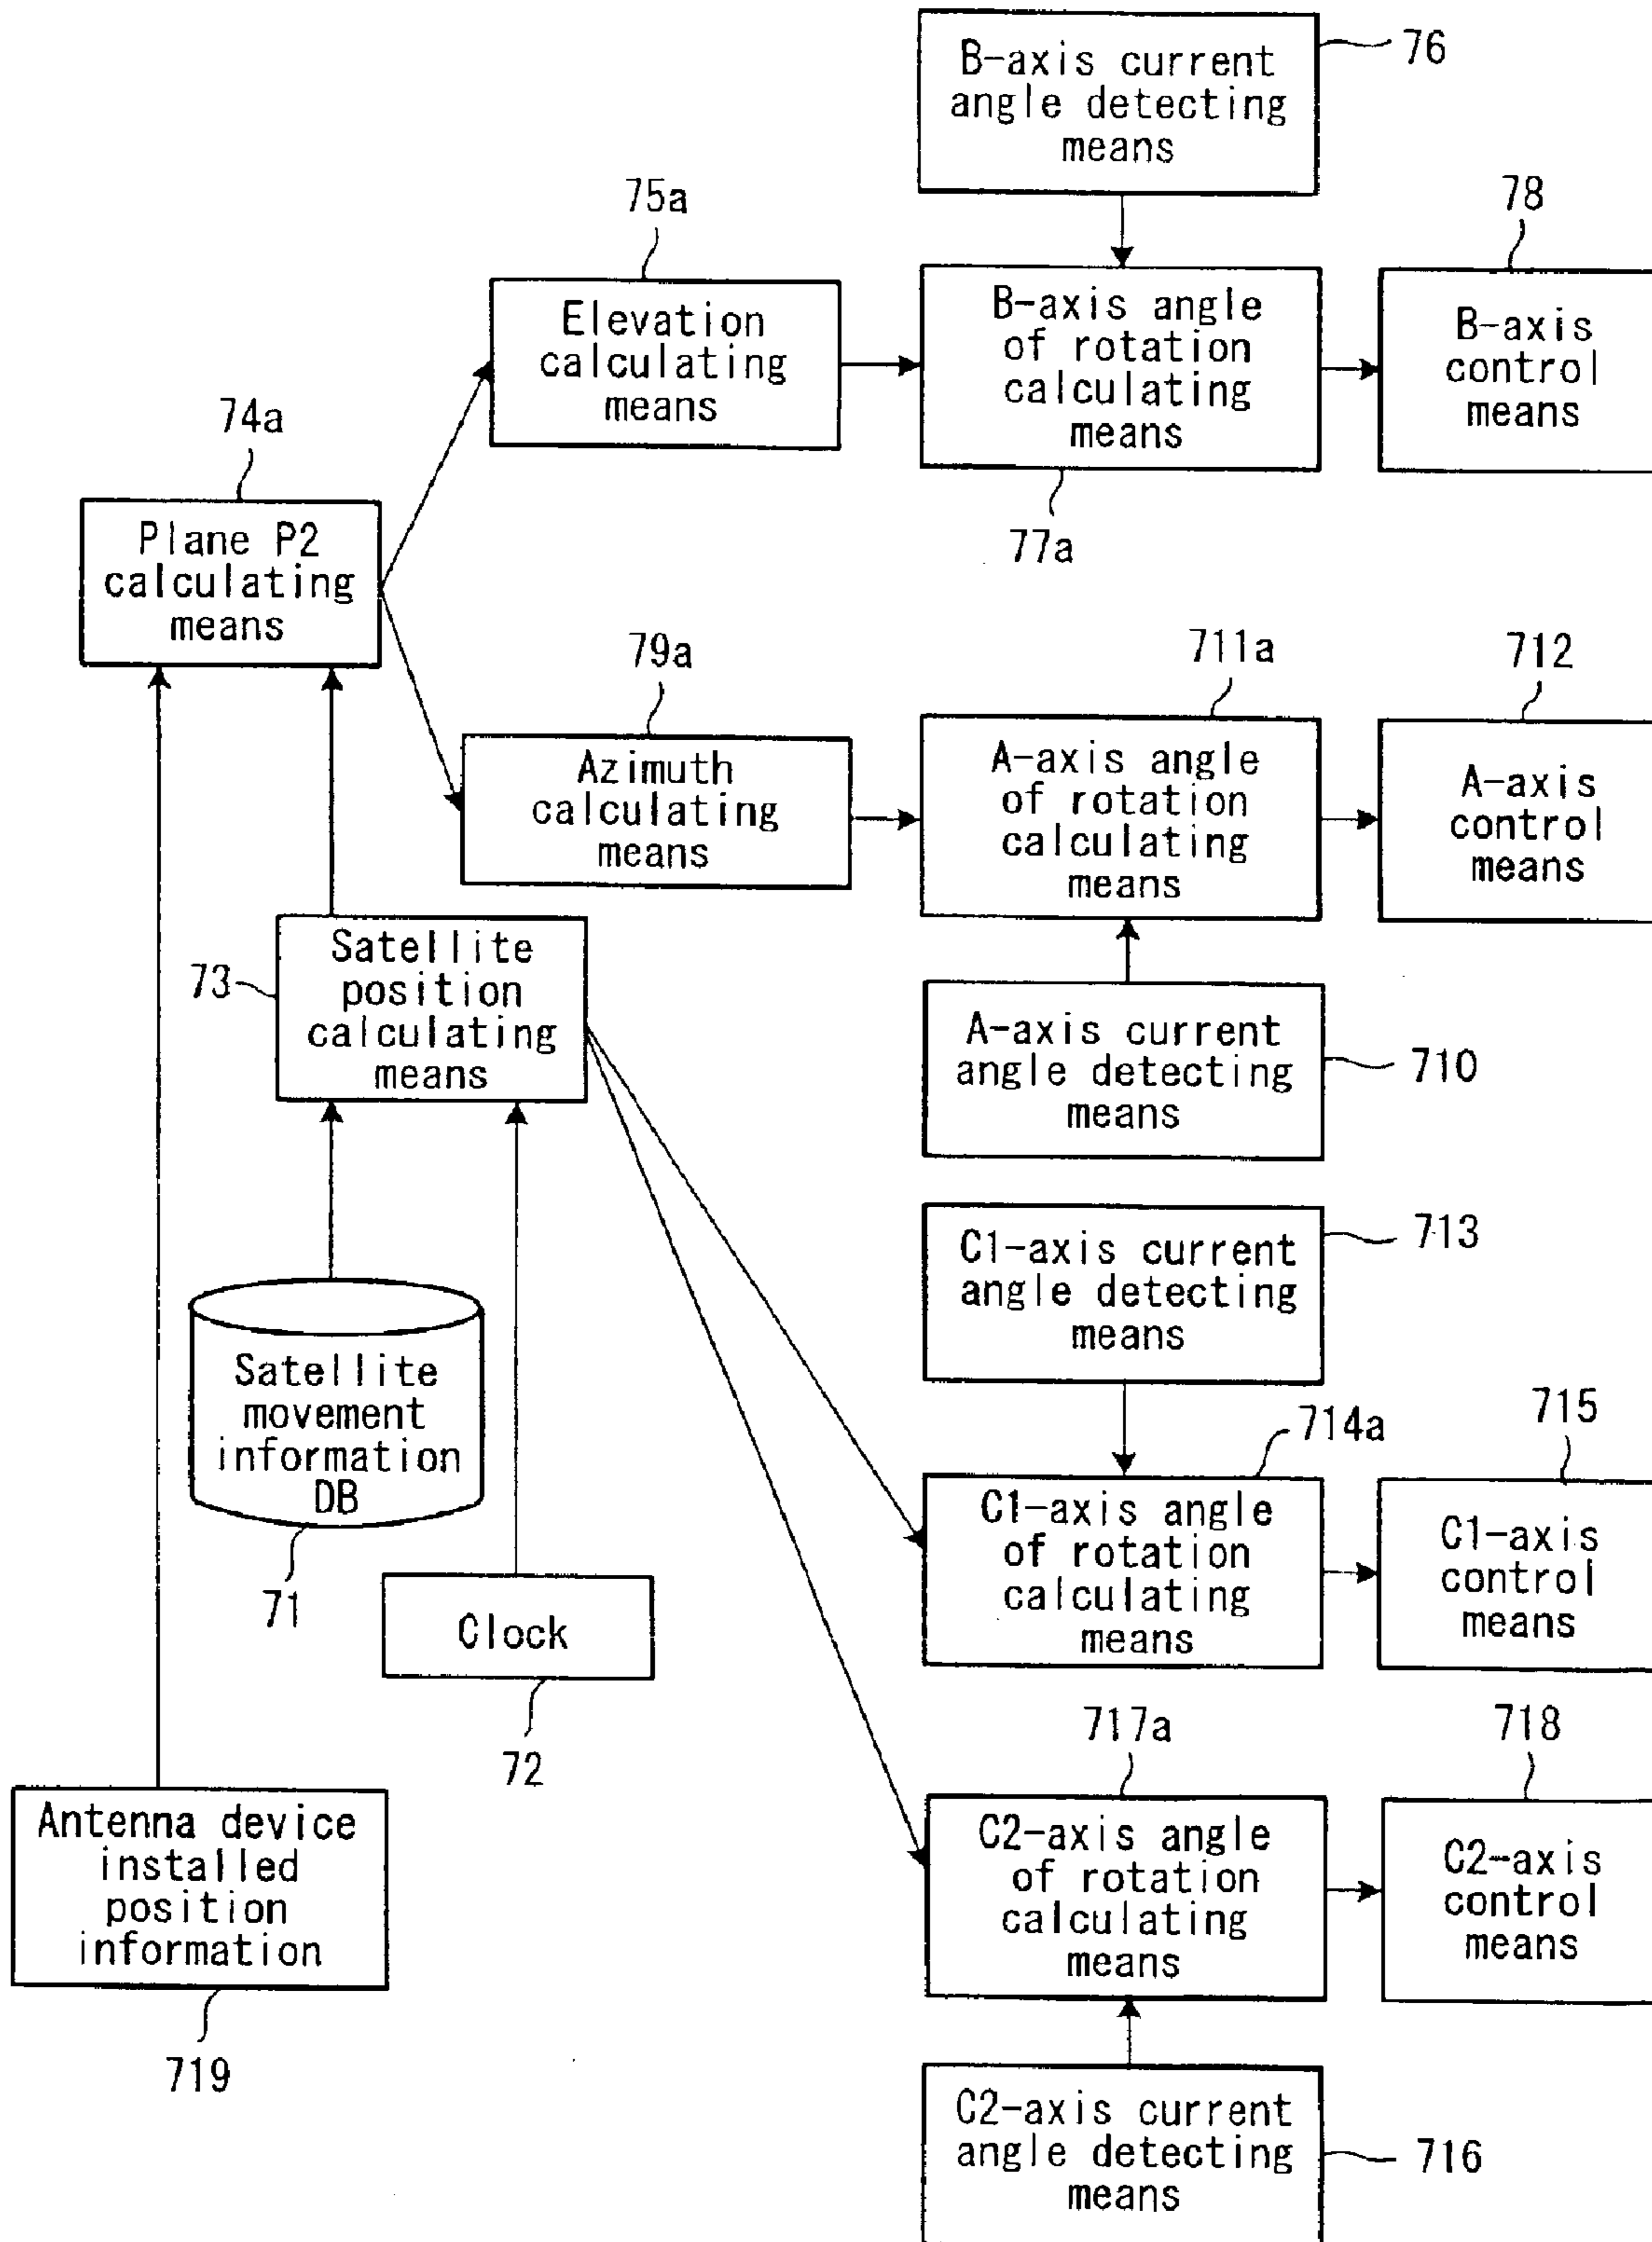 B-axis current
angle detecting
means
76
75a
78
Elevation
calculating
means
B-axis angle
of rotation
calculating
means
B-axis
control
means
74a
77a
Plane P2
calculating
means
79a
711a
712
Azimuth
calculating
means
A-axis angle
of rotation
calculating
means
A-axis
control
means
73
Satellite
position
calculating
means
A-axis current
angle detecting
means
710
C1-axis current
angle detecting
means
713
Satellite
movement
information
DB
71
714a
715
C1-axis angle
of rotation
calculating
means
C1-axis
control
means
Clock
72
717a
718
Antenna device
installed
position
information
719
C2-axis angle
of rotation
calculating
means
C2-axis
control
means
C2-axis current
angle detecting
means
716